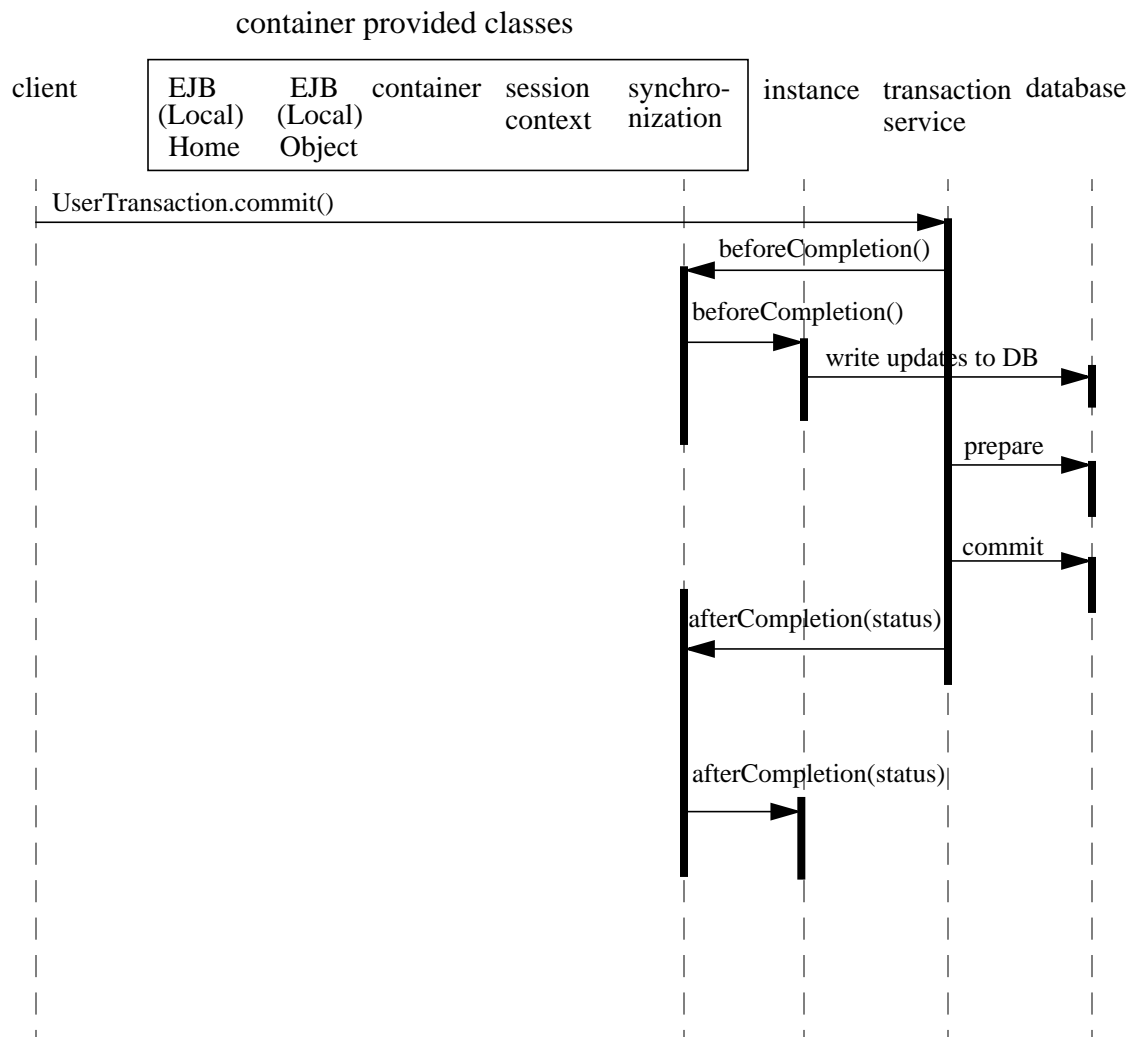 container provided classes
client
EJB
(Local)
Home
EJB
(Local)
Object
container
session
context
synchro-
nization
instance
transaction
service
database
UserTransaction.commit()
beforeCompletion()
beforeCompletion()
write updates to DB
prepare
commit
afterCompletion(status)
afterCompletion(status)